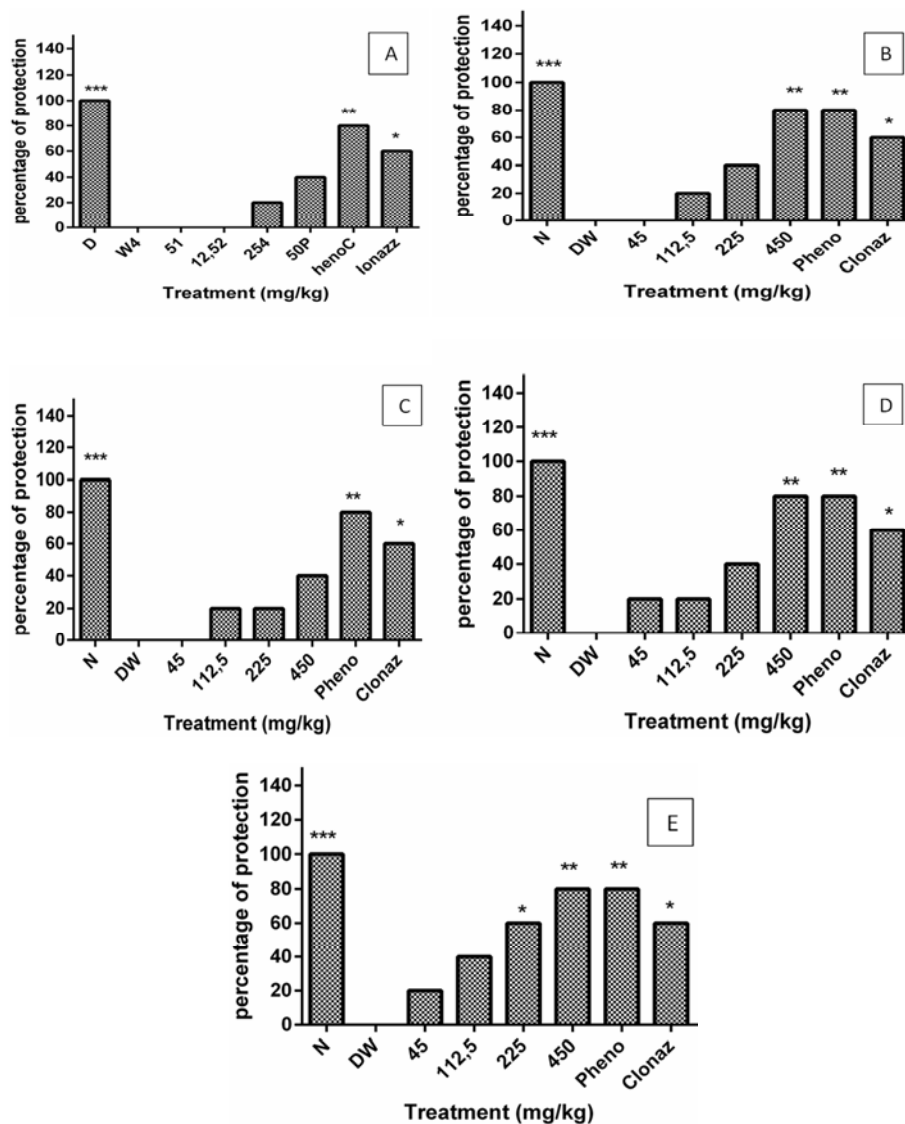 A
percentage of protection
140
120
100
80
60
40
20
0
***
**
*
D W4 51 12,52 254 50P henoC lonazz
Treatment (mg/kg)
B
percentage of protection
140
120
100
80
60
40
20
0
***
**
**
*
N DW 45 112,5 225 450 Pheno Clonaz
Treatment (mg/kg)
C
percentage of protection
140
120
100
80
60
40
20
0
***
**
*
N DW 45 112,5 225 450 Pheno Clonaz
Treatment (mg/kg)
D
percentage of protection
140
120
100
80
60
40
20
0
***
**
**
*
N DW 45 112,5 225 450 Pheno Clonaz
Treatment (mg/kg)
E
percentage of protection
140
120
100
80
60
40
20
0
***
*
**
**
*
N DW 45 112,5 225 450 Pheno Clonaz
Treatment (mg/kg)